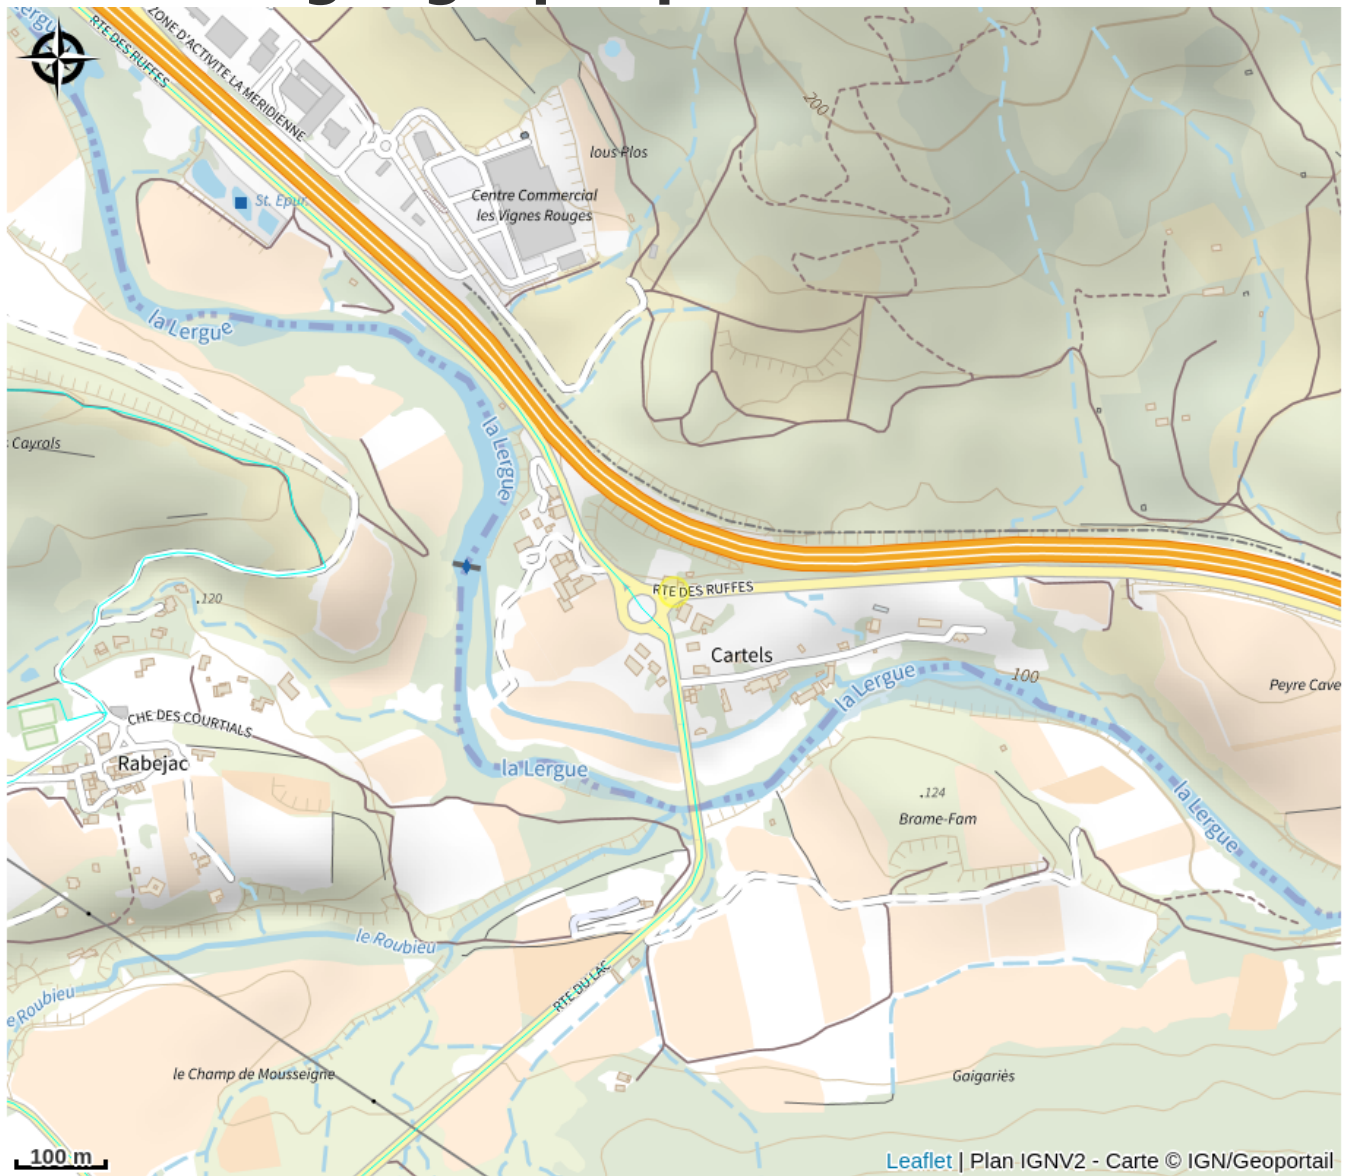 ZONE D'ACTIVITE LA MERIDIENNE
RTE DES RUFFES
200
lous Plos
Centre Commercial
les Vignes Rouges
St. Epur.
la Lergue
la Lergue
Cayrols
.120
RTE DES RUFFES
Cartels
la Lergue
100
Peyre Cave
CHE DES COURTIALS
Rabejac
la Lergue
.124
Brame-Fam
la Lergue
le Roubieu
RTE DU LAC
e Roubieu
le Champ de Mousseigne
Gaigariès
100 m
Leaflet | Plan IGNV2 - Carte © IGN/Geoportail